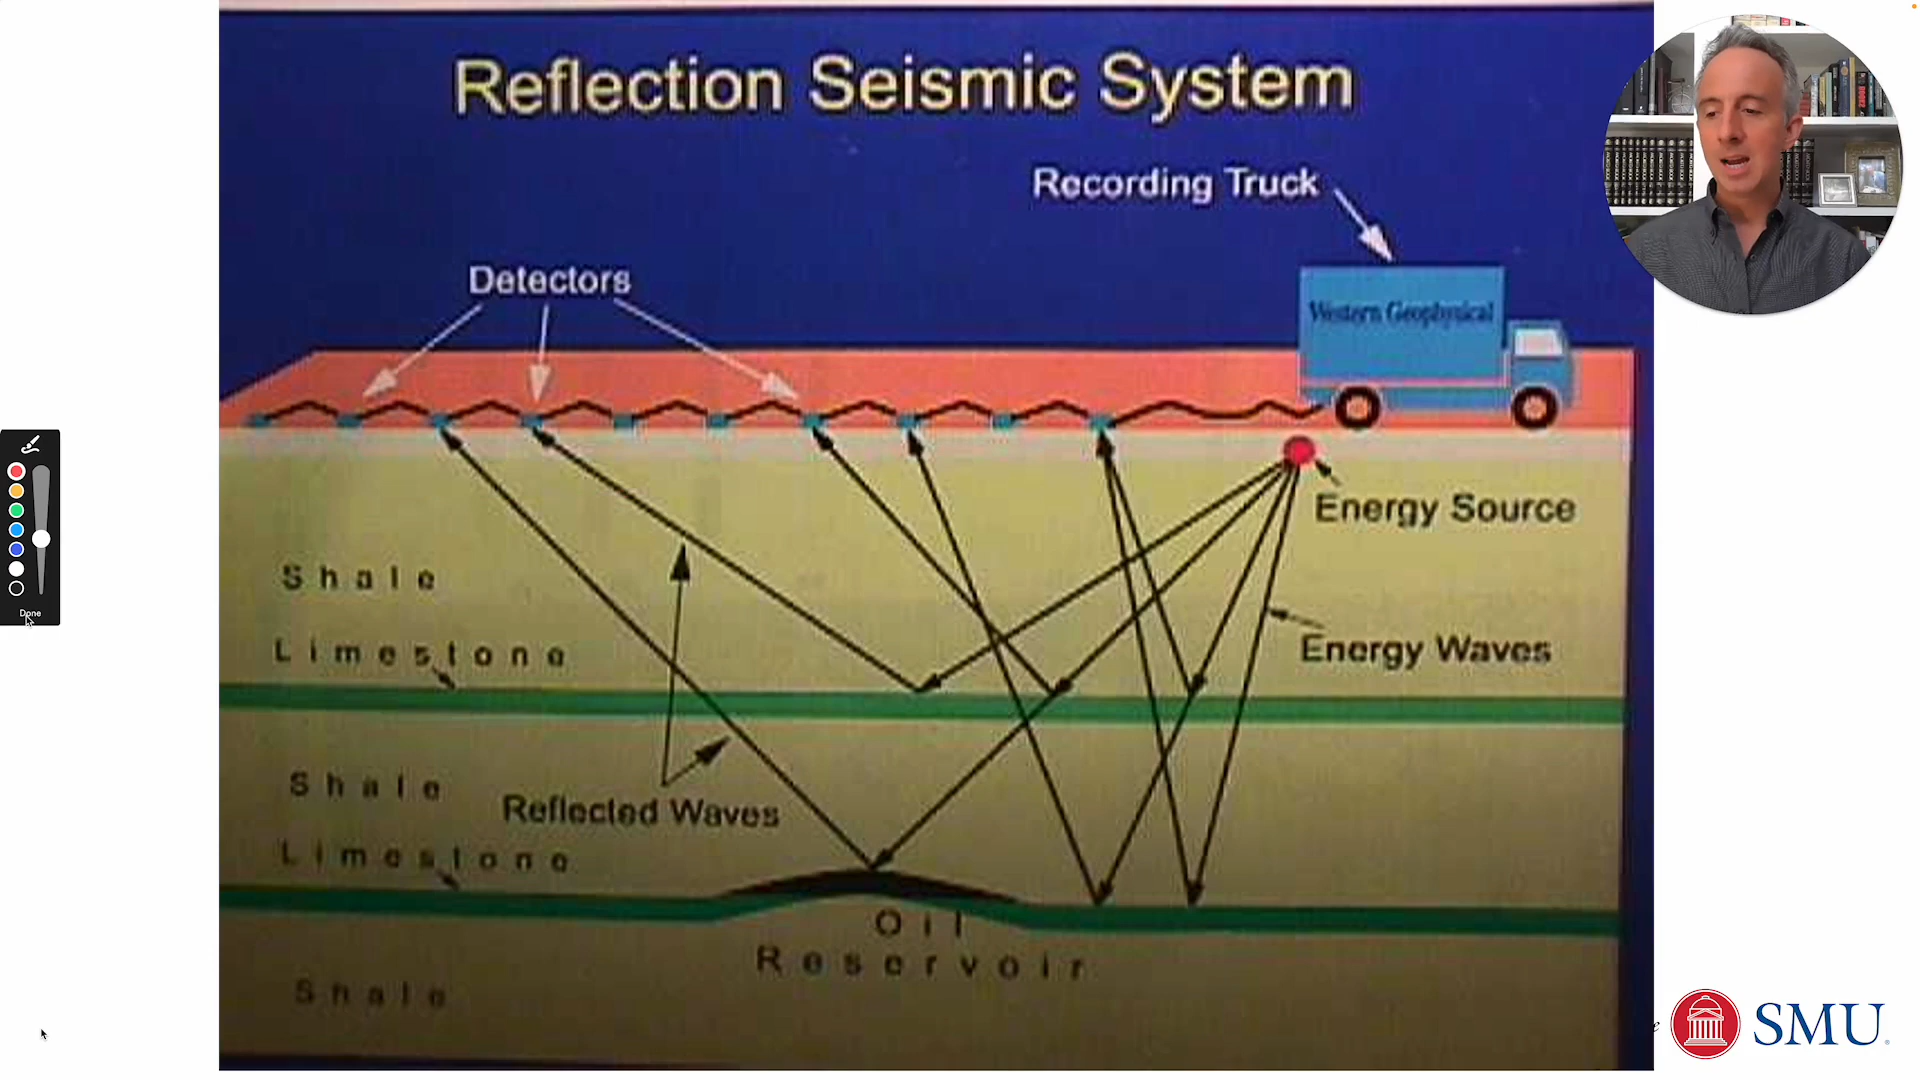 Reflection Seismic System
Recording Truck
Detectors
Western Geophysical
Energy Source
Shale
Limestone
Energy Waves
Shale
Reflected Waves
Limestone
Oil
Reservoir
Shale
Done
SMU